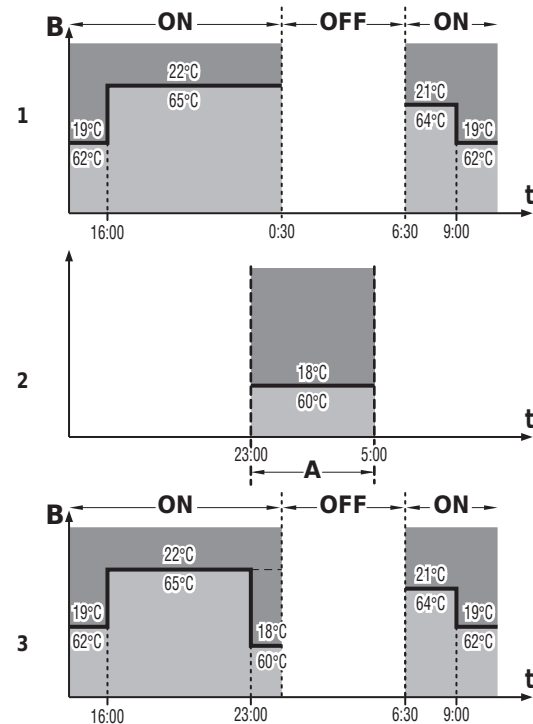 B ON OFF ON
22°C 21°C
65°C 64°C
1 19°C 19°C
62°C 62°C
t
16:00 0:30 6:30 9:00
18°C
2 60°C
t
23:00 5:00
A
B ON OFF ON
22°C 21°C
65°C 64°C
19°C 18°C 19°C
3 62°C 60°C 62°C
t
16:00 23:00 6:30 9:00